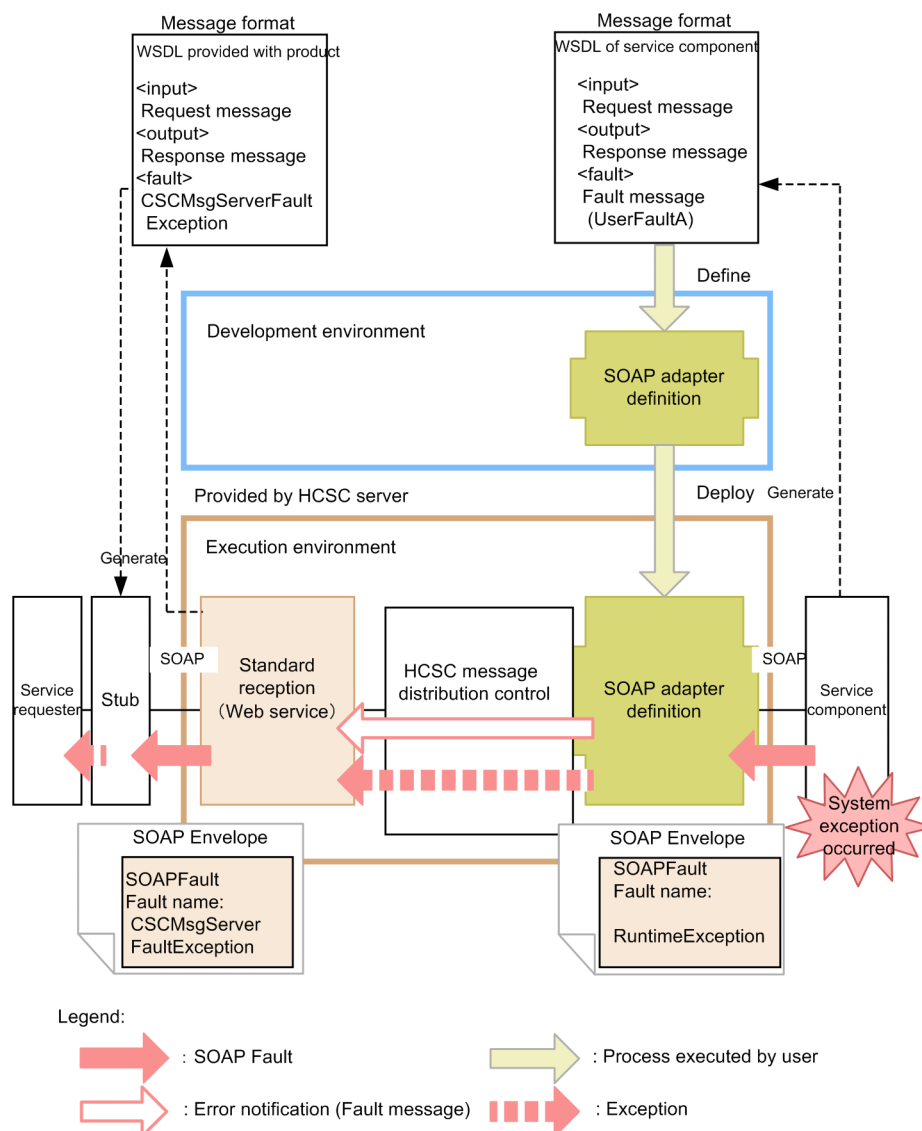 Message format
WSDL provided with product
<input>
Request message
<output>
Response message
<fault>
CSCMsgServerFault
Exception
Message format
WSDL of service component
<input>
Request message
<output>
Response message
<fault>
Fault message
(UserFaultA)
Define
Development environment
SOAP adapter
definition
Provided by HCSC server
Deploy
Generate
Execution environment
Generate
Service
requester
Stub
SOAP
Standard
reception
(Web service)
HCSC message
distribution control
SOAP adapter
definition
SOAP
Service
component
System
exception
occurred
SOAP Envelope
SOAPFault
Fault name:
CSCMsgServer
FaultException
SOAP Envelope
SOAPFault
Fault name:
RuntimeException
Legend:
: SOAP Fault
: Process executed by user
: Error notification (Fault message)
: Exception